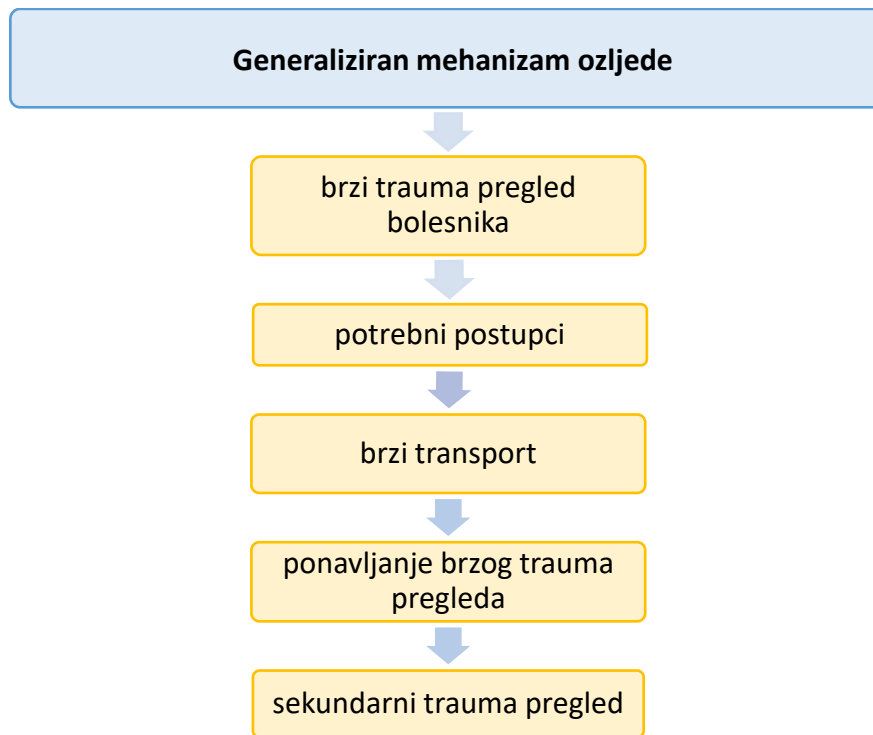 Generaliziran mehanizam ozljede
brzi trauma pregled
bolesnika
potrebni postupci
brzi transport
ponavljanje brzog trauma
pregleda
sekundarni trauma pregled